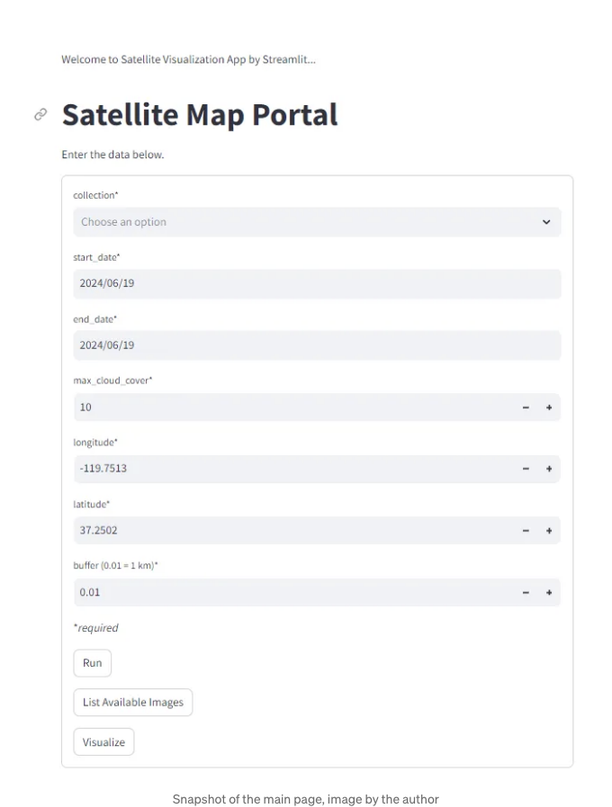 Welcome to Satellite Visualization App by Streamlit...
Satellite Map Portal
Enter the data below.
collection*
Choose an option
start_date*
2024/06/19
end_date*
2024/06/19
max_cloud_cover*
10
longitude*
-119.7513
latitude*
37.2502
buffer (0.01 = 1 km)*
0.01
*required
Run
List Available Images
Visualize
Snapshot of the main page, image by the author